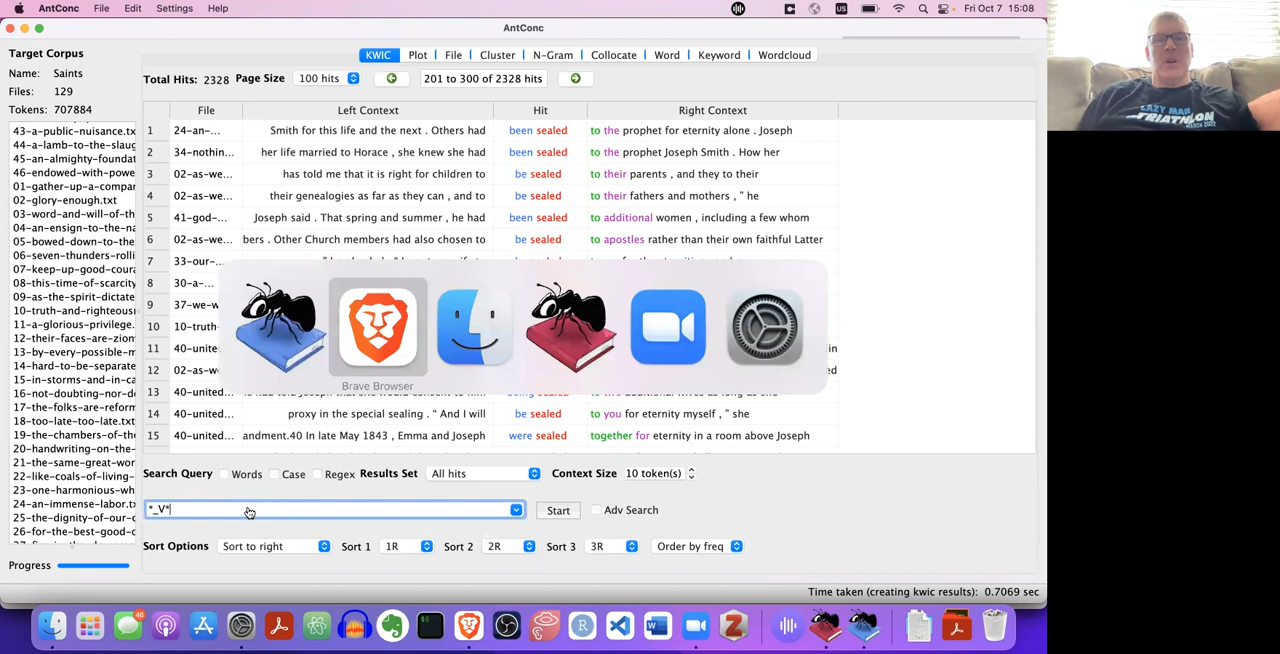 AntConc File Edit Settings Help Fri Oct 7 15:08
AntConc
Target Corpus
Name: Saints
Files: 129
Tokens: 707884
43-a-public-nuisance.tx
44-a-lamb-to-the-slaug
45-an-almighty-foundat
46-endowed-with-powe
01-gather-up-a-compar
02-glory-enough.txt
03-word-and-will-of-th
04-an-ensign-to-the-na
05-bowed-down-to-the
06-seven-thunders-rollin
07-keep-up-good-coura
08-this-time-of-scarcity
09-as-the-spirit-dictate
10-truth-and-righteousr
11-a-glorious-privilege.
12-their-faces-are-zion
13-by-every-possible-m
14-hard-to-be-separate
15-in-storms-and-in-da
16-not-doubting-nor-de
17-the-folks-are-reform
18-too-late-too-late.txt
19-the-chambers-of-the
20-handwriting-on-the-
21-the-same-great-wor
22-like-coals-of-living-
23-one-harmonious-wh
24-an-immense-labor.tx
25-the-dignity-of-our-c
26-for-the-best-good-c
Progress
KWIC Plot File Cluster N-Gram Collocate Word Keyword Wordcloud
Total Hits: 2328 Page Size 100 hits 201 to 300 of 2328 hits
File Left Context Hit Right Context
1 24-an-... Smith for this life and the next . Others had been sealed to the prophet for eternity alone . Joseph
2 34-nothin... her life married to Horace , she knew she had been sealed to the prophet Joseph Smith . How her
3 02-as-we... has told me that it is right for children to be sealed to their parents , and they to their
4 02-as-we... their genealogies as far as they can , and to be sealed to their fathers and mothers , " he
5 41-god-... Joseph said . That spring and summer , he had been sealed to additional women , including a few whom
6 02-as-we... bers . Other Church members had also chosen to be sealed to apostles rather than their own faithful Latter
7 33-our-...
8 30-a-...
9 37-we-w
10 10-truth-
11 40-unite in
12 02-as-w ed
13 40-united...
14 40-united... proxy in the special sealing . " And I will be sealed to you for eternity myself , " she
15 40-united... andment.40 In late May 1843 , Emma and Joseph were sealed together for eternity in a room above Joseph
Brave Browser
Search Query Words Case Regex Results Set All hits Context Size 10 token(s)
*_V* Start Adv Search
Sort Options Sort to right Sort 1 1R Sort 2 2R Sort 3 3R Order by freq
Time taken (creating kwic results): 0.7069 sec
46
LAZY MAN
TRIATHLON
MARCH 2022